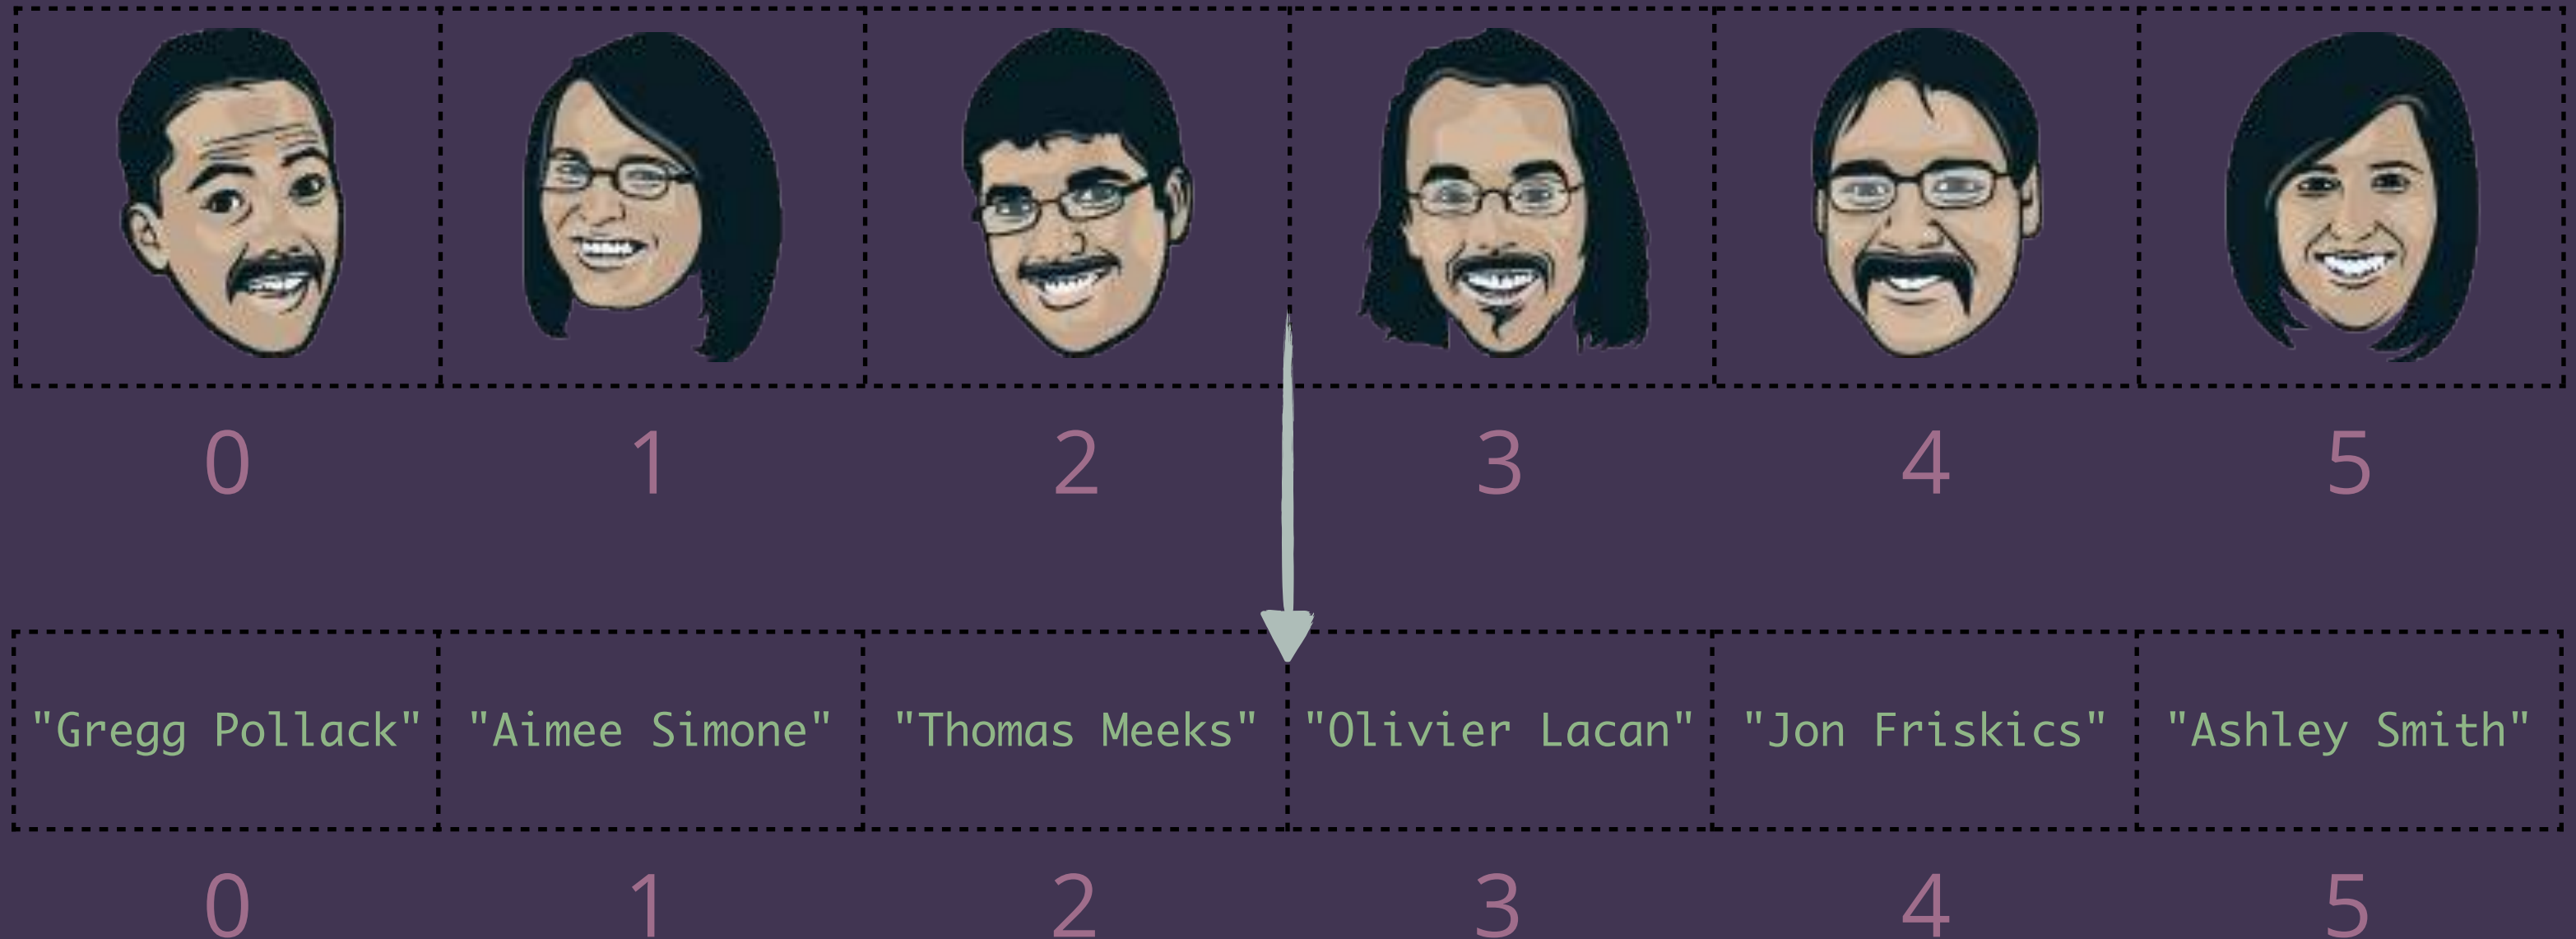 0 1 2 3 4 5
"Gregg Pollack" "Aimee Simone" "Thomas Meeks" "Olivier Lacan" "Jon Friskics" "Ashley Smith"
0 1 2 3 4 5